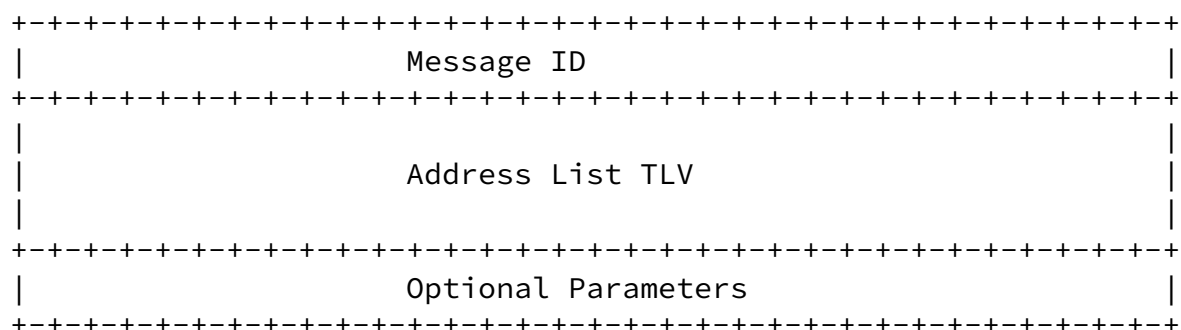 +-+-+-+-+-+-+-+-+-+-+-+-+-+-+-+-+-+-+-+-+-+-+-+-+-+-+-+-+-+-+-+-+
|                     Message ID                                |
+-+-+-+-+-+-+-+-+-+-+-+-+-+-+-+-+-+-+-+-+-+-+-+-+-+-+-+-+-+-+-+-+
|                                                               |
|                     Address List TLV                          |
|                                                               |
+-+-+-+-+-+-+-+-+-+-+-+-+-+-+-+-+-+-+-+-+-+-+-+-+-+-+-+-+-+-+-+-+
|                     Optional Parameters                       |
+-+-+-+-+-+-+-+-+-+-+-+-+-+-+-+-+-+-+-+-+-+-+-+-+-+-+-+-+-+-+-+-+